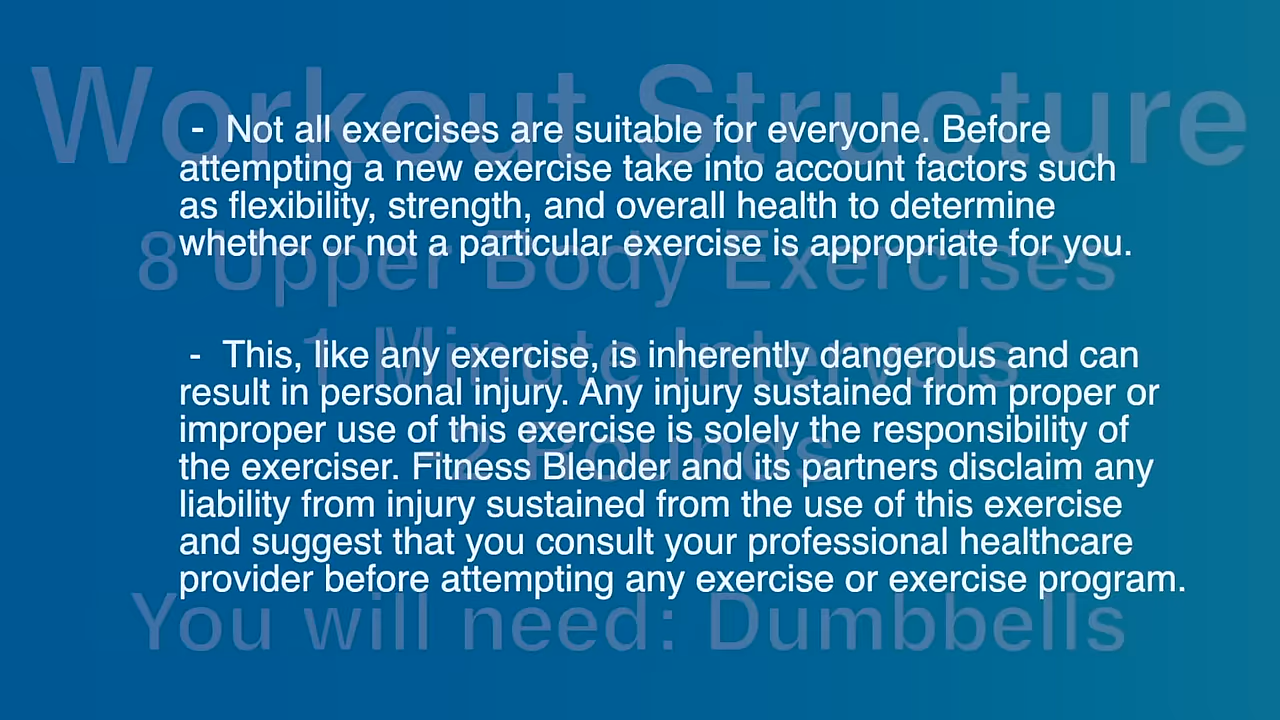 Workout Structure
- Not all exercises are suitable for everyone. Before
attempting a new exercise take into account factors such
as flexibility, strength, and overall health to determine
whether or not a particular exercise is appropriate for you.
8 Upper Body Exercises
1 Minute Intervals
- This, like any exercise, is inherently dangerous and can
result in personal injury. Any injury sustained from proper or
improper use of this exercise is solely the responsibility of
2 Rounds
the exerciser. Fitness Blender and its partners disclaim any
liability from injury sustained from the use of this exercise
and suggest that you consult your professional healthcare
provider before attempting any exercise or exercise program.
You will need: Dumbbells